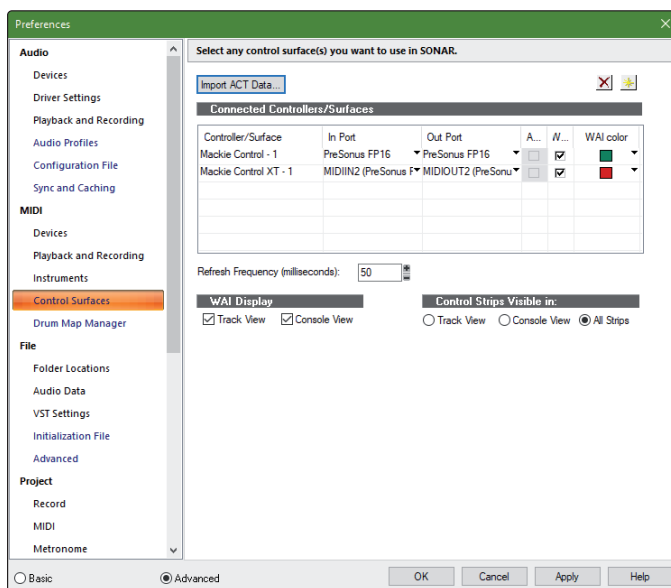 Preferences
Audio
Devices
Driver Settings
Playback and Recording
Audio Profiles
Configuration File
Sync and Caching
MIDI
Devices
Playback and Recording
Instruments
Control Surfaces
Drum Map Manager
File
Folder Locations
Audio Data
VST Settings
Initialization File
Advanced
Project
Record
MIDI
Metronome
Basic Advanced
Select any control surface(s) you want to use in SONAR.
Import ACT Data...
Connected Controllers/Surfaces
Controller/Surface In Port Out Port A... W... WAI color
Mackie Control - 1 PreSonus FP16 PreSonus FP16
Mackie Control XT - 1 MIDIIN2 (PreSonus F MIDIOUT2 (PreSonu
Refresh Frequency (milliseconds): 50
WAI Display Control Strips Visible in:
Track View Console View Track View Console View All Strips
OK Cancel Apply Help